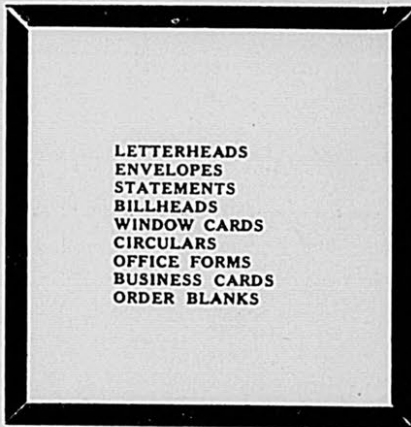 LETTERHEADS
ENVELOPES
STATEMENTS
BILLHEADS
WINDOW CARDS
CIRCULARS
OFFICE FORMS
BUSINESS CARDS
ORDER BLANKS